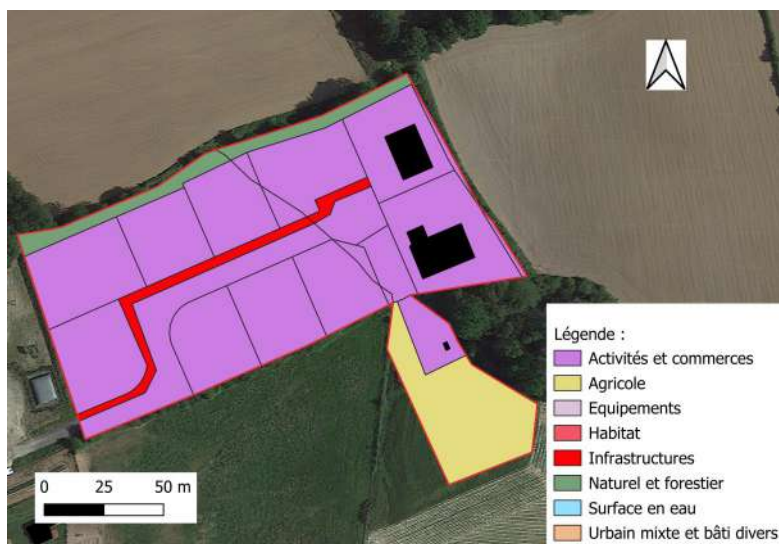 Légende :
Activités et commerces
Agricole
Equipements
Habitat
Infrastructures
Naturel et forestier
Surface en eau
Urbain mixte et bâti divers
0 25 50 m